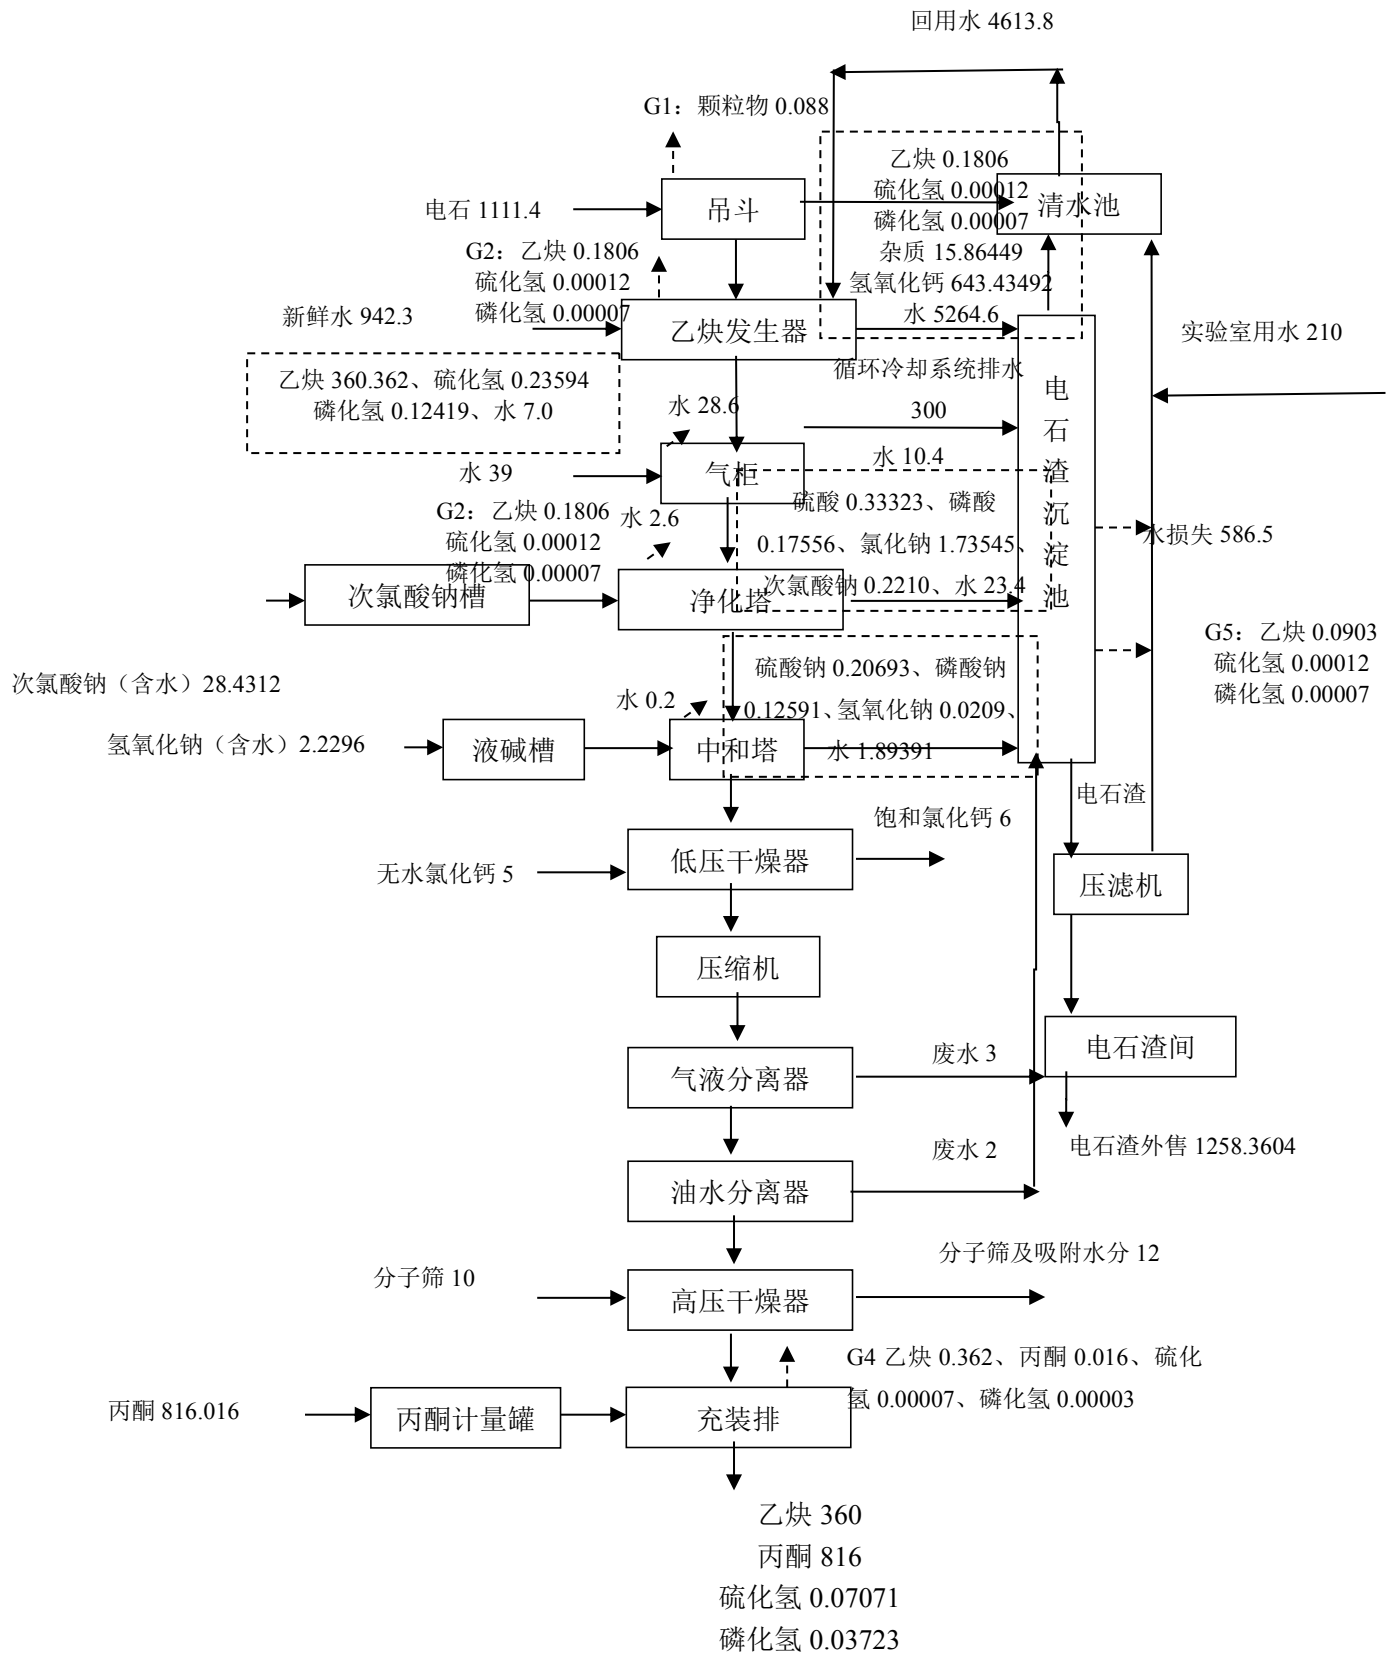 回用水 4613.8
G1：颗粒物 0.088
乙炔 0.1806
硫化氢 0.00012
磷化氢 0.00007
杂质 15.86449
氢氧化钙 643.43492
水 5264.6
清水池
电石 1111.4
吊斗
G2：乙炔 0.1806
硫化氢 0.00012
磷化氢 0.00007
新鲜水 942.3
乙炔发生器
实验室用水 210
乙炔 360.362、硫化氢 0.23594
磷化氢 0.12419、水 7.0
循环冷却系统排水
300
电
石
渣
沉
淀
池
水 28.6
水 10.4
水 39
气柜
硫酸 0.33323、磷酸
0.17556、氯化钠 1.73545、
次氯酸钠 0.2210、水 23.4
G2：乙炔 0.1806
硫化氢 0.00012
磷化氢 0.00007
水 2.6
水损失 586.5
次氯酸钠槽
净化塔
G5：乙炔 0.0903
硫化氢 0.00012
磷化氢 0.00007
次氯酸钠（含水）28.4312
硫酸钠 0.20693、磷酸钠
0.12591、氢氧化钠 0.0209、
水 1.89391
水 0.2
氢氧化钠（含水）2.2296
液碱槽
中和塔
电石渣
饱和氯化钙 6
无水氯化钙 5
低压干燥器
压滤机
压缩机
废水 3
气液分离器
电石渣间
废水 2
电石渣外售 1258.3604
油水分离器
分子筛及吸附水分 12
分子筛 10
高压干燥器
G4 乙炔 0.362、丙酮 0.016、硫化
氢 0.00007、磷化氢 0.00003
丙酮 816.016
丙酮计量罐
充装排
乙炔 360
丙酮 816
硫化氢 0.07071
磷化氢 0.03723